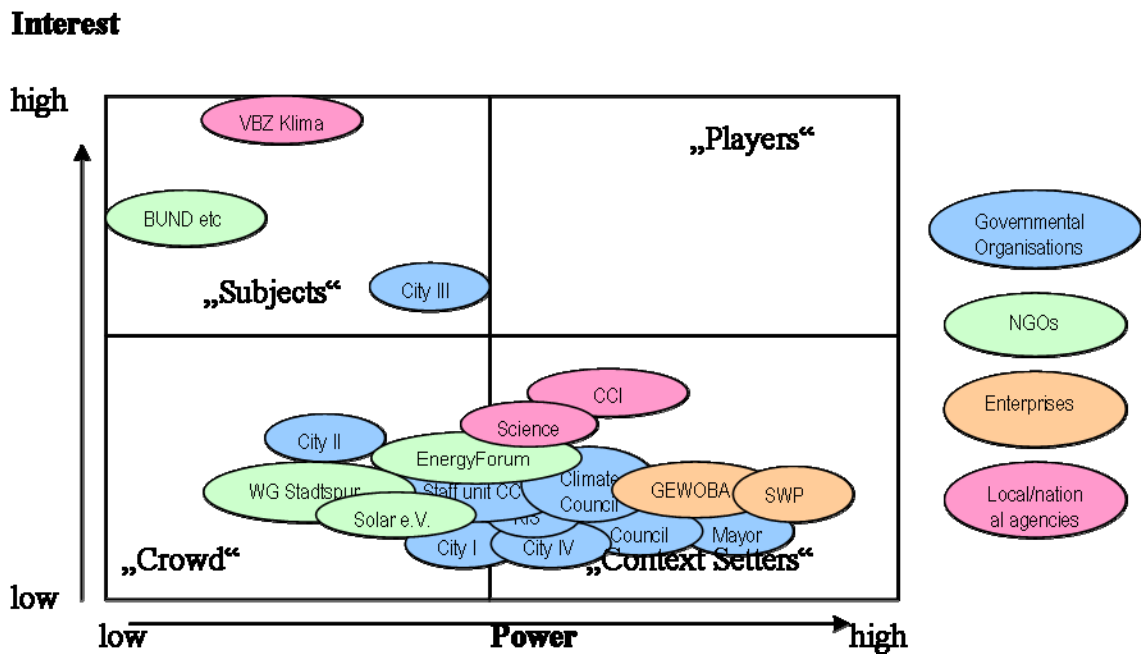 Interest
high
VBZ Klima
„Players“
BUND etc
Governmental
Organisations
„Subjects“
City III
NGOs
CCI
Enterprises
Science
City II
EnergyForum
Climate
Council
WG Stadtspur
Staff unit CC
GEWOBA
SWP
Local/nation
al agencies
Solar e.V.
City I
City IV
Council
Mayor
„Crowd“
„Context Setters“
low
low
Power
high